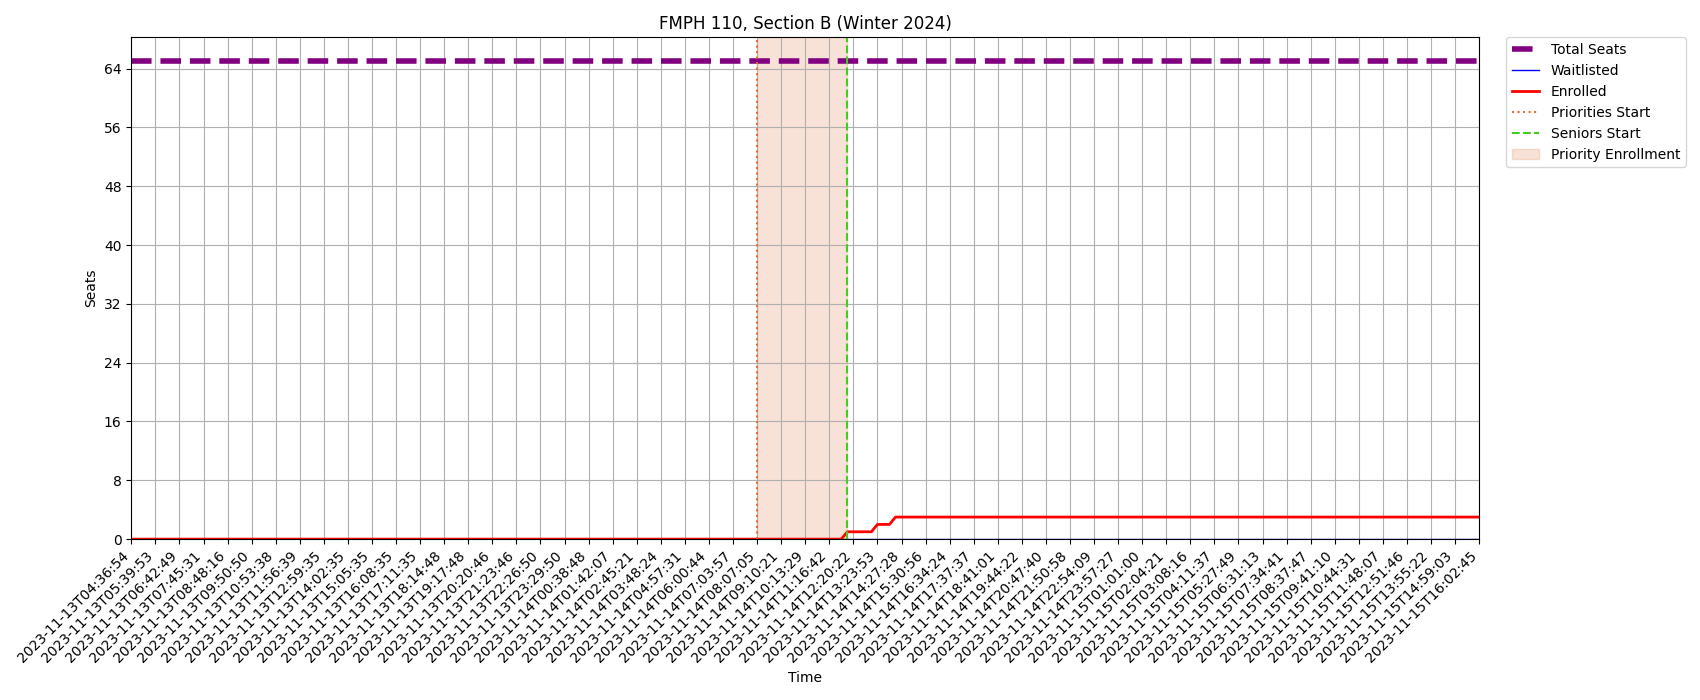 FMPH 110, Section B (Winter 2024)
Total Seats
Waitlisted
Enrolled
Priorities Start
Seniors Start
Priority Enrollment
Seats
64
56
48
40
32
24
16
8
0
2023-11-13T04:36:54
2023-11-13T05:39:53
2023-11-13T06:42:49
2023-11-13T07:45:31
2023-11-13T08:48:16
2023-11-13T09:50:50
2023-11-13T10:53:38
2023-11-13T11:56:39
2023-11-13T12:59:35
2023-11-13T14:02:35
2023-11-13T15:05:35
2023-11-13T16:08:35
2023-11-13T17:11:35
2023-11-13T18:14:48
2023-11-13T19:17:48
2023-11-13T20:20:46
2023-11-13T21:23:46
2023-11-13T22:26:50
2023-11-13T23:29:50
2023-11-14T00:38:48
2023-11-14T01:42:07
2023-11-14T02:45:21
2023-11-14T03:48:24
2023-11-14T04:57:31
2023-11-14T06:00:44
2023-11-14T07:03:57
2023-11-14T08:07:05
2023-11-14T09:10:21
2023-11-14T10:13:29
2023-11-14T11:16:42
2023-11-14T12:20:22
2023-11-14T13:23:53
2023-11-14T14:27:28
2023-11-14T15:30:56
2023-11-14T16:34:24
2023-11-14T17:37:37
2023-11-14T18:41:01
2023-11-14T19:44:22
2023-11-14T20:47:40
2023-11-14T21:50:58
2023-11-14T22:54:09
2023-11-14T23:57:27
2023-11-15T01:01:00
2023-11-15T02:04:21
2023-11-15T03:08:16
2023-11-15T04:11:37
2023-11-15T05:27:49
2023-11-15T06:31:13
2023-11-15T07:34:41
2023-11-15T08:37:47
2023-11-15T09:41:10
2023-11-15T10:44:31
2023-11-15T11:48:07
2023-11-15T12:51:46
2023-11-15T13:55:22
2023-11-15T14:59:03
2023-11-15T16:02:45
Time